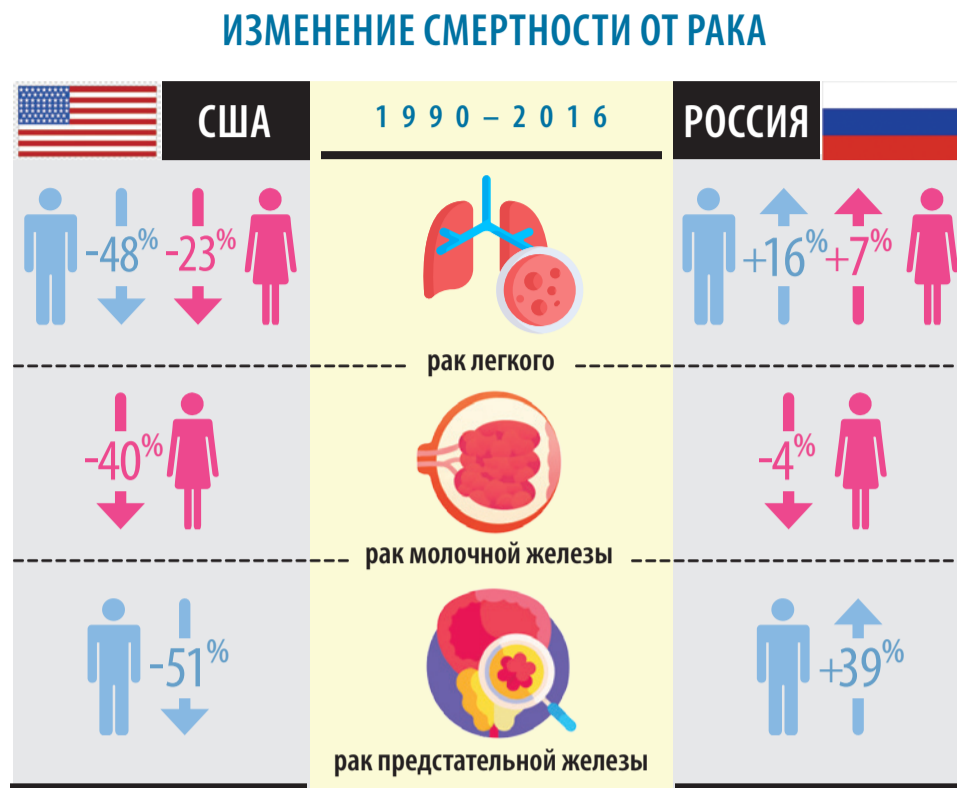 ИЗМЕНЕНИЕ СМЕРТНОСТИ ОТ РАКА
США
1990–2016
РОССИЯ
-48%
-23%
+16%
+7%
рак легкого
-40%
-4%
рак молочной железы
-51%
+39%
рак предстательной железы